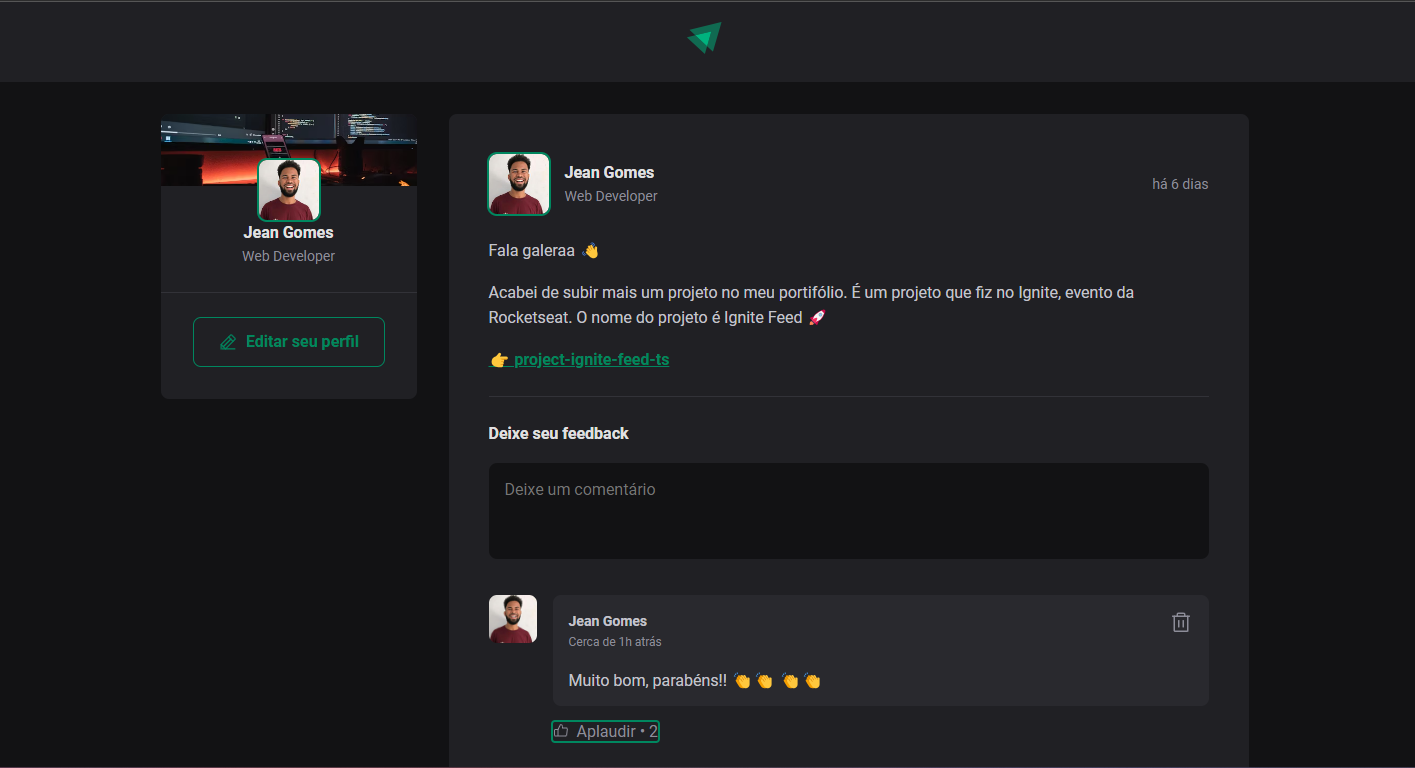 Jean Gomes
Web Developer
Editar seu perfil
Jean Gomes
Web Developer
há 6 dias
Fala galeraa 👋
Acabei de subir mais um projeto no meu portifólio. É um projeto que fiz no Ignite, evento da
Rocketseat. O nome do projeto é Ignite Feed 🚀
👉 project-ignite-feed-ts
Deixe seu feedback
Deixe um comentário
Jean Gomes
Cerca de 1h atrás
Muito bom, parabéns!! 👏👏 👏👏
Aplaudir • 2